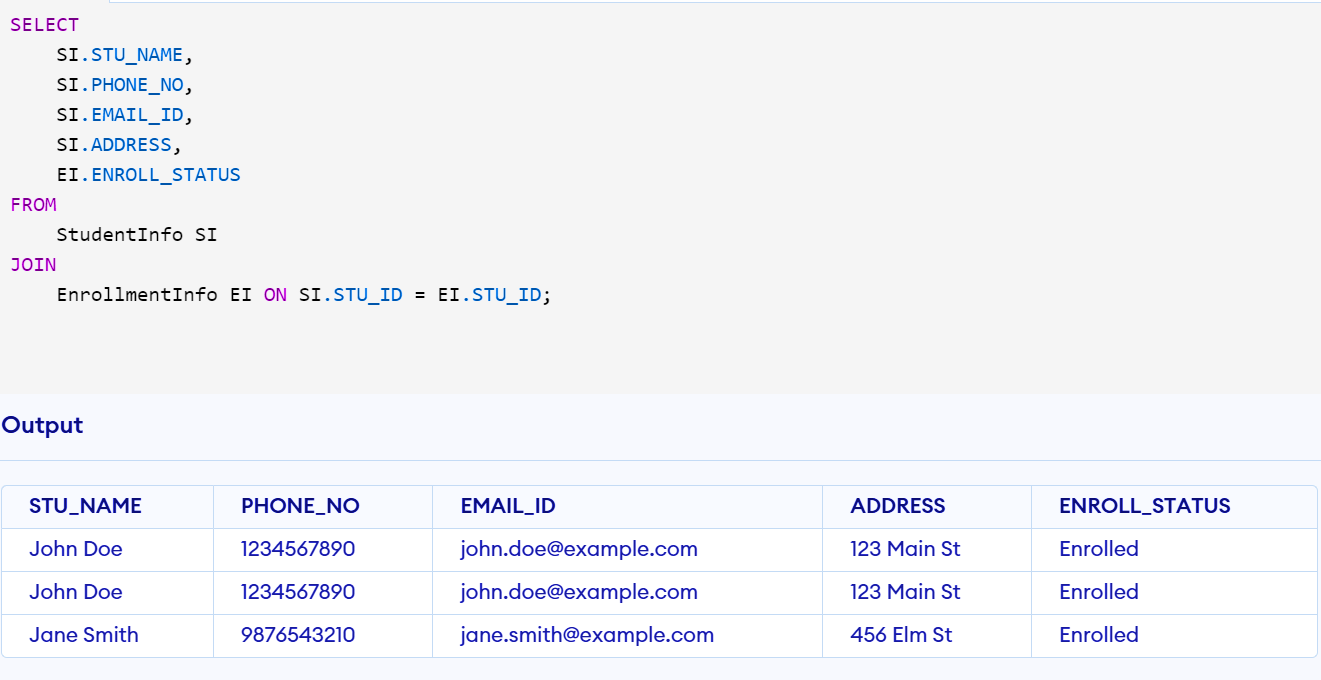 SELECT
    SI.STU_NAME,
    SI.PHONE_NO,
    SI.EMAIL_ID,
    SI.ADDRESS,
    EI.ENROLL_STATUS
FROM
    StudentInfo SI
JOIN
    EnrollmentInfo EI ON SI.STU_ID = EI.STU_ID;
Output
STU_NAME PHONE_NO EMAIL_ID ADDRESS ENROLL_STATUS
John Doe 1234567890 john.doe@example.com 123 Main St Enrolled
John Doe 1234567890 john.doe@example.com 123 Main St Enrolled
Jane Smith 9876543210 jane.smith@example.com 456 Elm St Enrolled